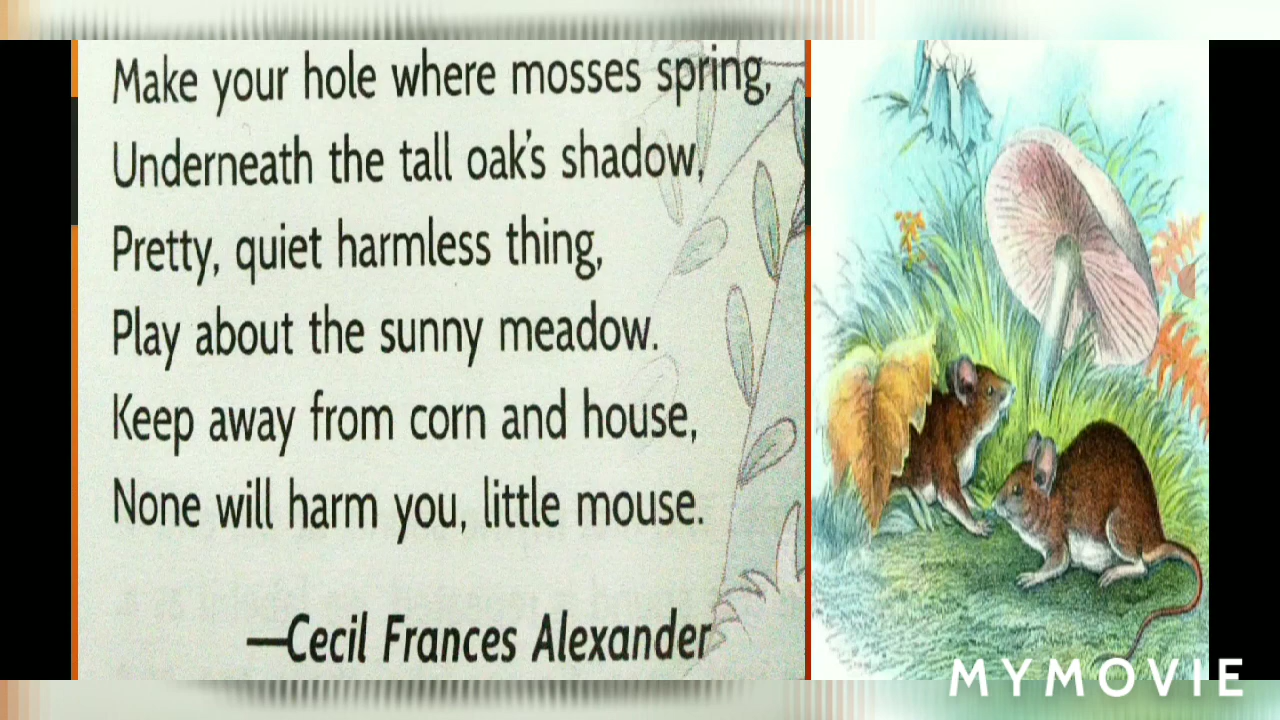 Make your hole where mosses spring,
Underneath the tall oak's shadow,
Pretty, quiet harmless thing,
Play about the sunny meadow.
Keep away from corn and house,
None will harm you, little mouse.
—Cecil Frances Alexander
MYMOVIE